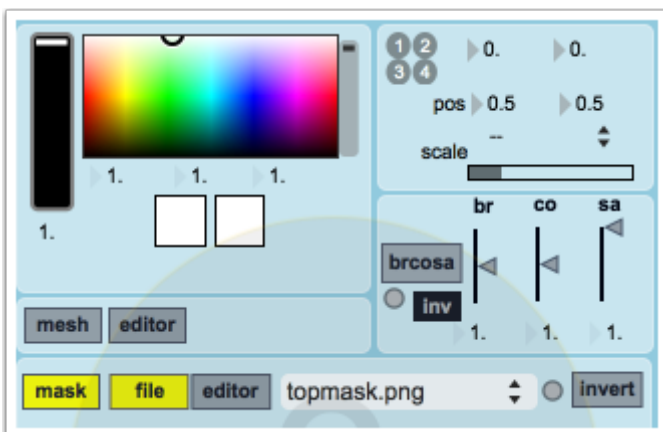 1 2
0. 0.
3 4
pos 0.5 0.5
--
scale
1. 1. 1.
1.
br co sa
brcosa
inv
1. 1. 1.
mesh editor
mask file editor topmask.png invert